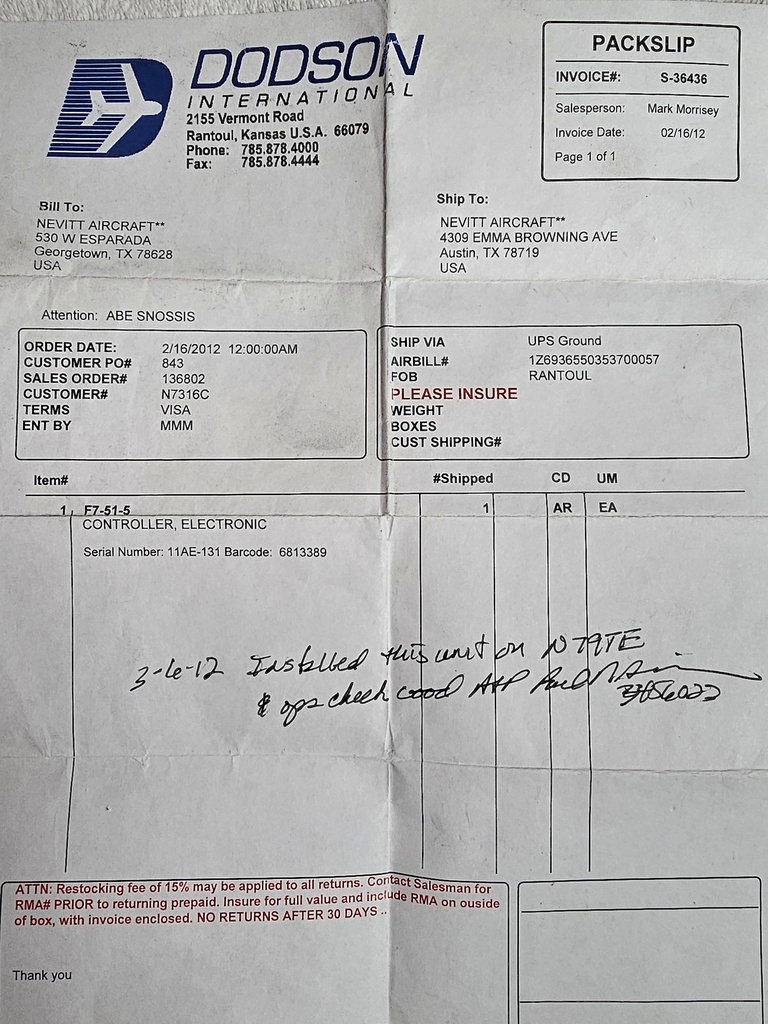 DODSON
INTERNATIONAL
2155 Vermont Road
Rantoul, Kansas U.S.A. 66079
Phone: 785.878.4000
Fax: 785.878.4444
PACKSLIP
INVOICE#: S-36436
Salesperson: Mark Morrisey
Invoice Date: 02/16/12
Page 1 of 1
Bill To:
NEVITT AIRCRAFT**
530 W ESPARADA
Georgetown, TX 78628
USA
Ship To:
NEVITT AIRCRAFT**
4309 EMMA BROWNING AVE
Austin, TX 78719
USA
Attention: ABE SNOSSIS
ORDER DATE: 2/16/2012 12:00:00AM
CUSTOMER PO# 843
SALES ORDER# 136802
CUSTOMER# N7316C
TERMS VISA
ENT BY MMM
SHIP VIA UPS Ground
AIRBILL# 1Z6936550353700057
FOB RANTOUL
PLEASE INSURE
WEIGHT
BOXES
CUST SHIPPING#
Item# #Shipped CD UM
1 F7-51-5 1 AR EA
CONTROLLER, ELECTRONIC
Serial Number: 11AE-131 Barcode: 6813389
3-6-12 Installed this unit on N79TE
& ops check good A&P
ATTN: Restocking fee of 15% may be applied to all returns. Contact Salesman for
RMA# PRIOR to returning prepaid. Insure for full value and include RMA on ouside
of box, with invoice enclosed. NO RETURNS AFTER 30 DAYS ..
Thank you